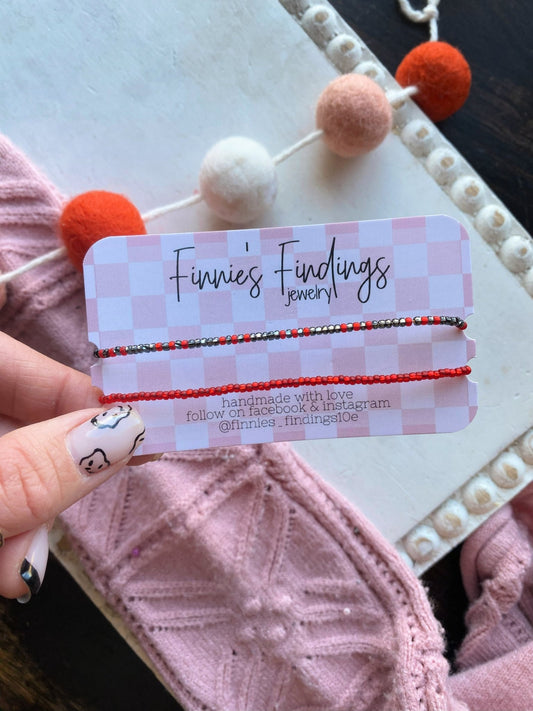 Finnie's Findings
jewelry
handmade with love
follow on facebook & instagram
@finnies_findings10e